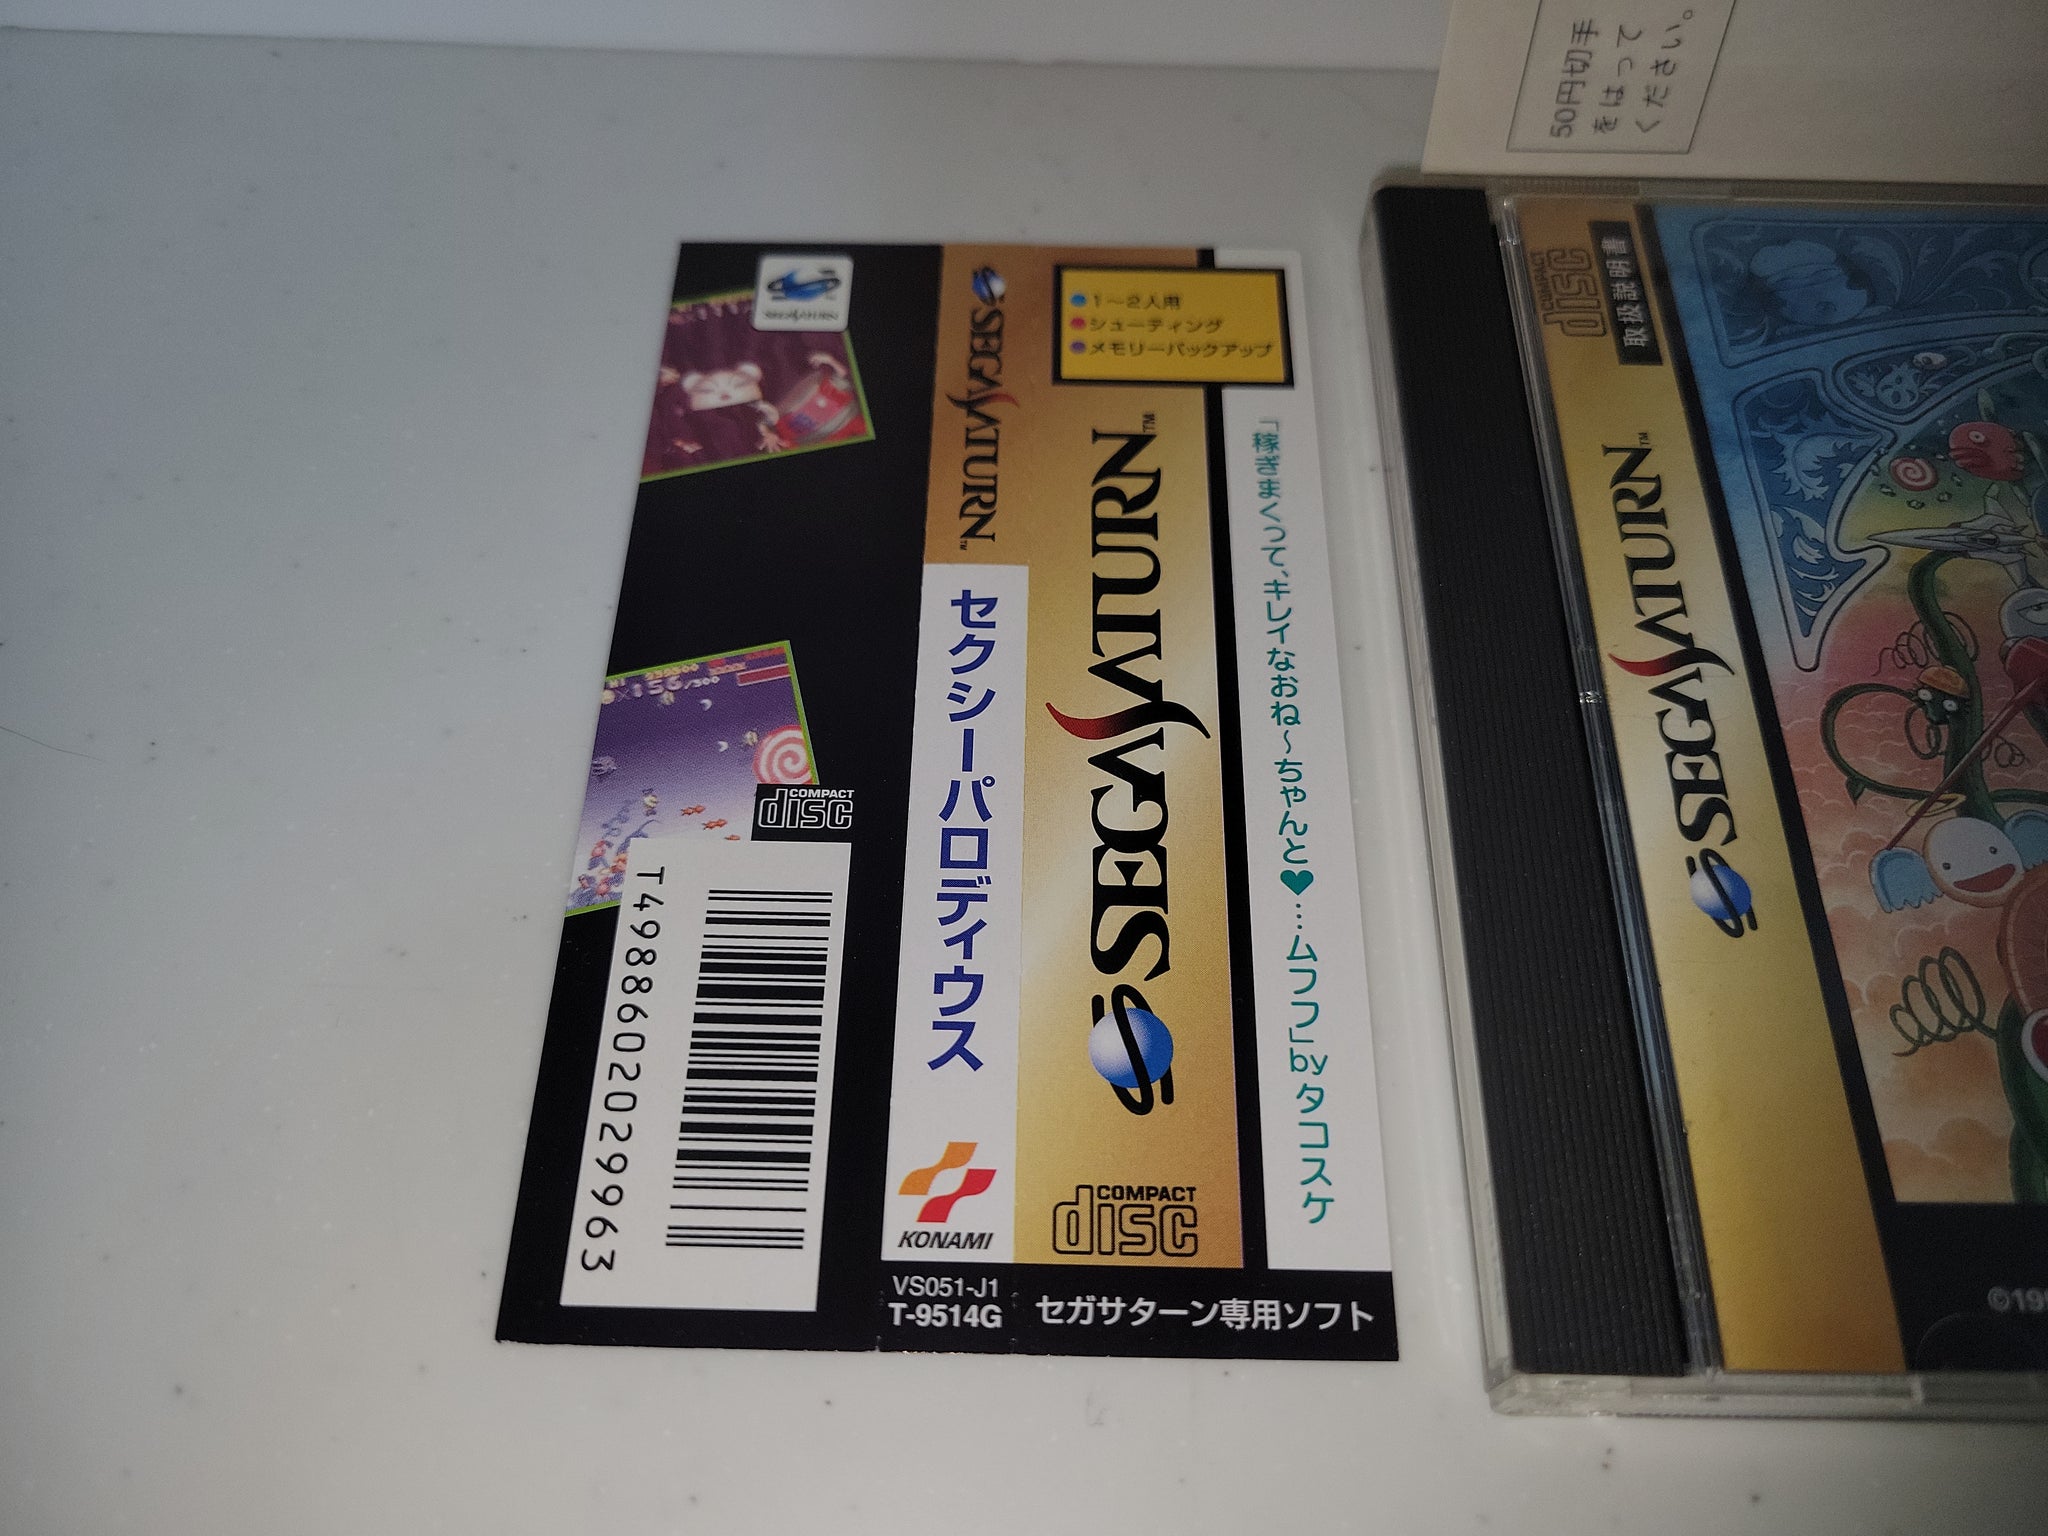 50円切手
をはって
ください。
SEGA SATURN
COMPACT
disc
T4988602029963
SEGA SATURN™
セクシーパロディウス
KONAMI
VS051-J1
T-9514G
1〜2人用
シューティング
メモリーバックアップ
SEGA SATURN™
COMPACT
disc
「稼ぎまくって、キレイなおね〜ちゃんと♥…ムフフ」byタコスケ
セガサターン専用ソフト
COMPACT
disc
取扱説明書
SEGA SATURN™